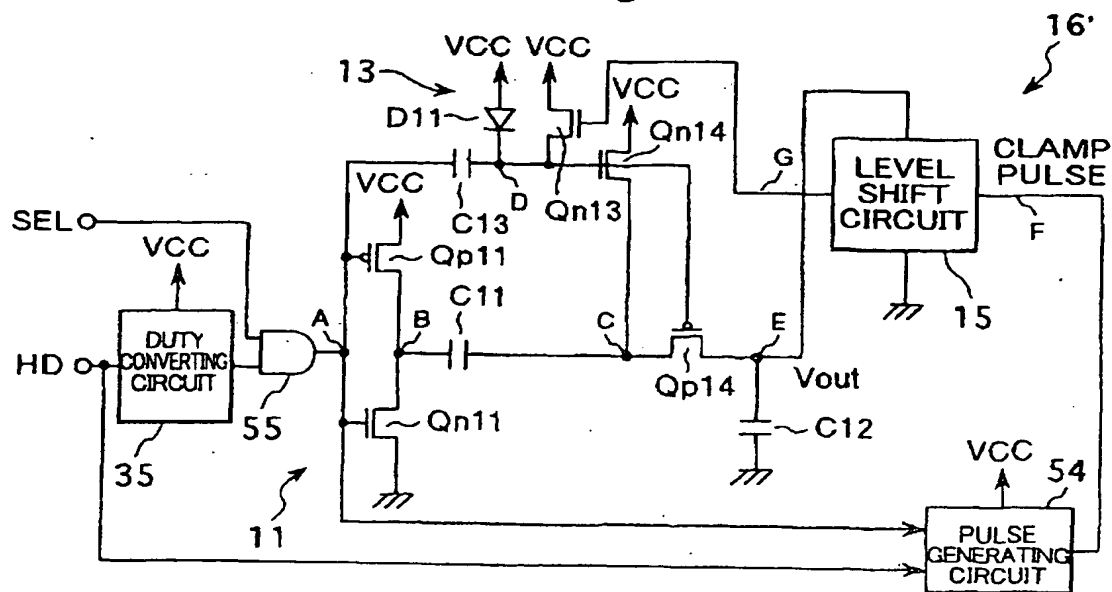 16'
VCC VCC
13
VCC
D11
Qn14
G
LEVEL
SHIFT
CIRCUIT
CLAMP
PULSE
D
Qn13
C13
VCC
F
SEL
VCC
Qp11
C11
15
A
B
C
E
HD
DUTY
CONVERTING
CIRCUIT
Qp14
Vout
55
Qn11
C12
35
VCC
54
11
PULSE
GENERATING
CIRCUIT